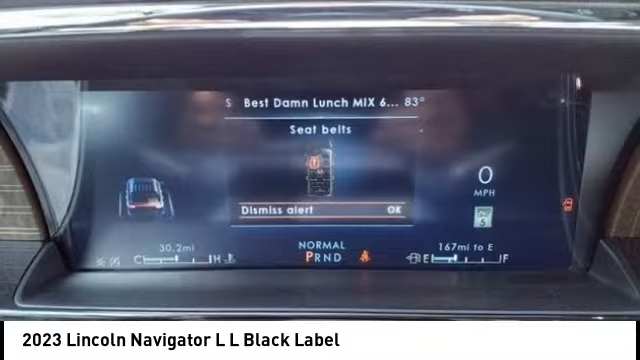 S Best Damn Lunch MIX 6... 83°
Seat belts
0
MPH
Dismiss alert OK
5
30.2mi NORMAL 167mi to E
C H PRND E F
2023 Lincoln Navigator L L Black Label